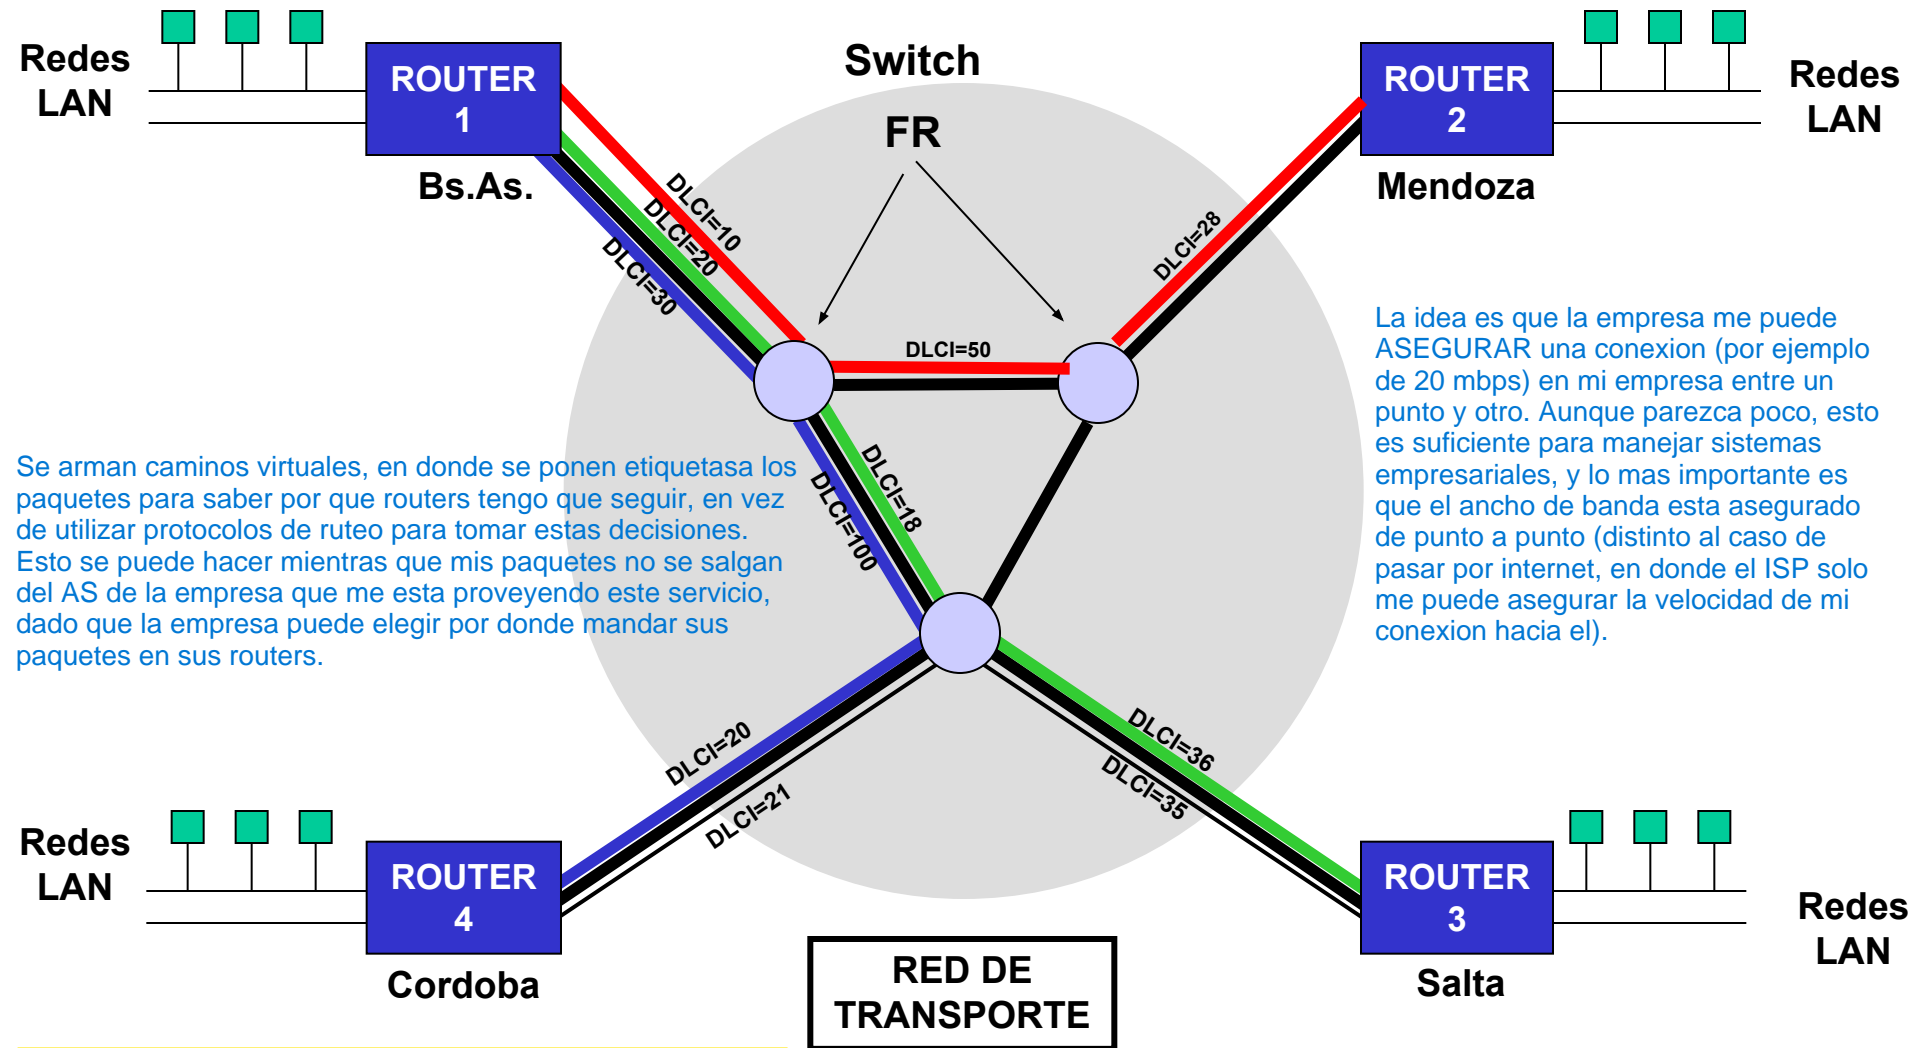 Redes
LAN
ROUTER
1
Bs.As.
Switch
FR
ROUTER
2
Mendoza
Redes
LAN
DLCI=10
DLCI=20
DLCI=30
DLCI=28
DLCI=50
La idea es que la empresa me puede
ASEGURAR una conexion (por ejemplo
de 20 mbps) en mi empresa entre un
punto y otro. Aunque parezca poco, esto
es suficiente para manejar sistemas
empresariales, y lo mas importante es
que el ancho de banda esta asegurado
de punto a punto (distinto al caso de
pasar por internet, en donde el ISP solo
me puede asegurar la velocidad de mi
conexion hacia el).
Se arman caminos virtuales, en donde se ponen etiquetasa los
paquetes para saber por que routers tengo que seguir, en vez
de utilizar protocolos de ruteo para tomar estas decisiones.
Esto se puede hacer mientras que mis paquetes no se salgan
del AS de la empresa que me esta proveyendo este servicio,
dado que la empresa puede elegir por donde mandar sus
paquetes en sus routers.
DLCI=18
DLCI=100
DLCI=20
DLCI=21
DLCI=36
DLCI=35
Redes
LAN
ROUTER
4
Cordoba
RED DE
TRANSPORTE
ROUTER
3
Salta
Redes
LAN